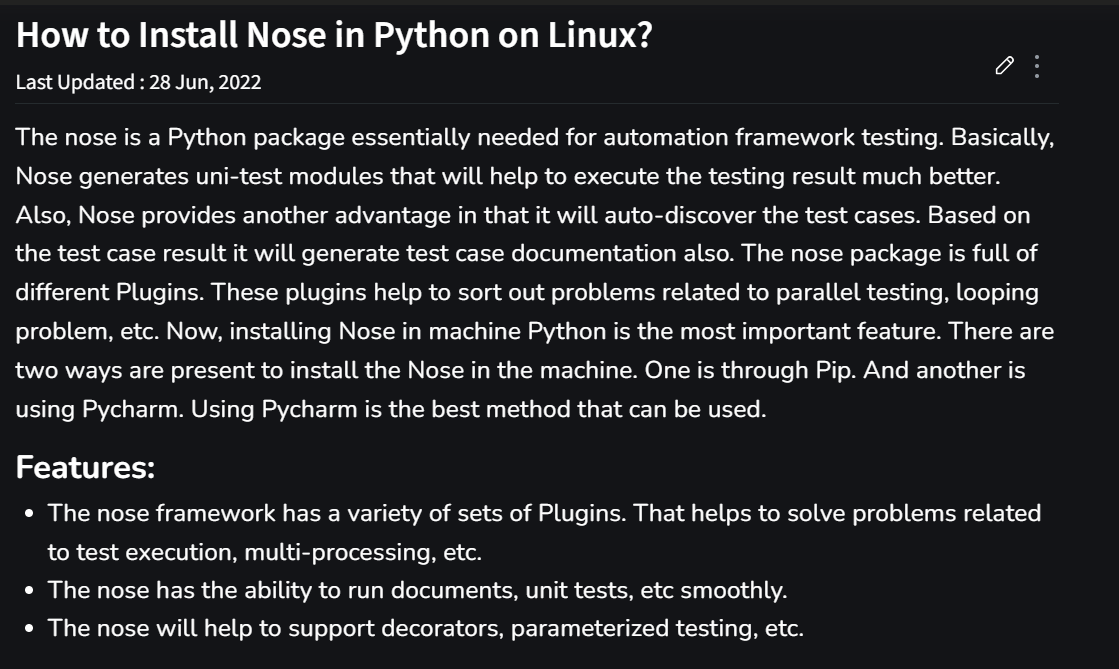 How to Install Nose in Python on Linux?
Last Updated : 28 Jun, 2022
The nose is a Python package essentially needed for automation framework testing. Basically,
Nose generates uni-test modules that will help to execute the testing result much better.
Also, Nose provides another advantage in that it will auto-discover the test cases. Based on
the test case result it will generate test case documentation also. The nose package is full of
different Plugins. These plugins help to sort out problems related to parallel testing, looping
problem, etc. Now, installing Nose in machine Python is the most important feature. There are
two ways are present to install the Nose in the machine. One is through Pip. And another is
using Pycharm. Using Pycharm is the best method that can be used.
Features:
• The nose framework has a variety of sets of Plugins. That helps to solve problems related
to test execution, multi-processing, etc.
• The nose has the ability to run documents, unit tests, etc smoothly.
• The nose will help to support decorators, parameterized testing, etc.